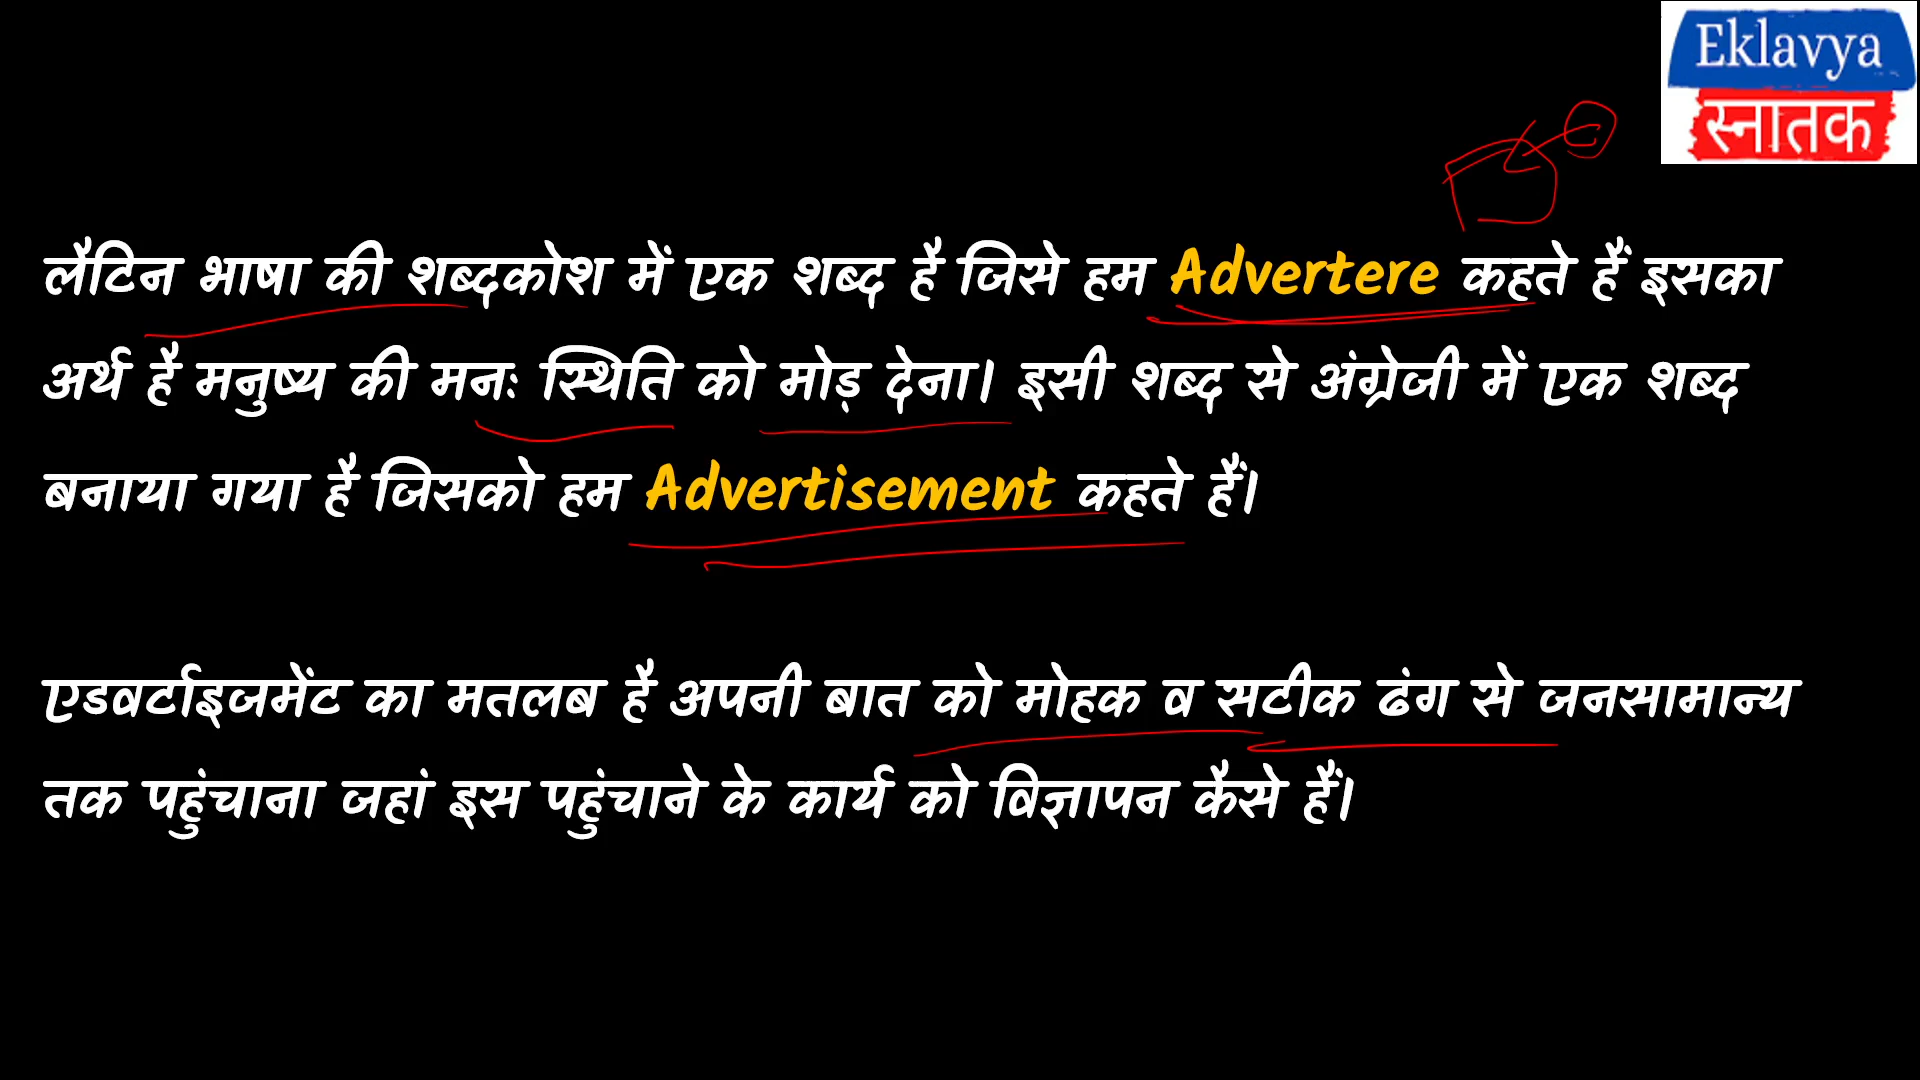 Eklavya
स्नातक
लैटिन भाषा की शब्दकोश में एक शब्द है जिसे हम Advertere कहते हैं इसका
अर्थ है मनुष्य की मनः स्थिति को मोड़ देना। इसी शब्द से अंग्रेजी में एक शब्द
बनाया गया है जिसको हम Advertisement कहते हैं।
एडवर्टाइजमेंट का मतलब है अपनी बात को मोहक व सटीक ढंग से जनसामान्य
तक पहुंचाना जहां इस पहुंचाने के कार्य को विज्ञापन कैसे हैं।